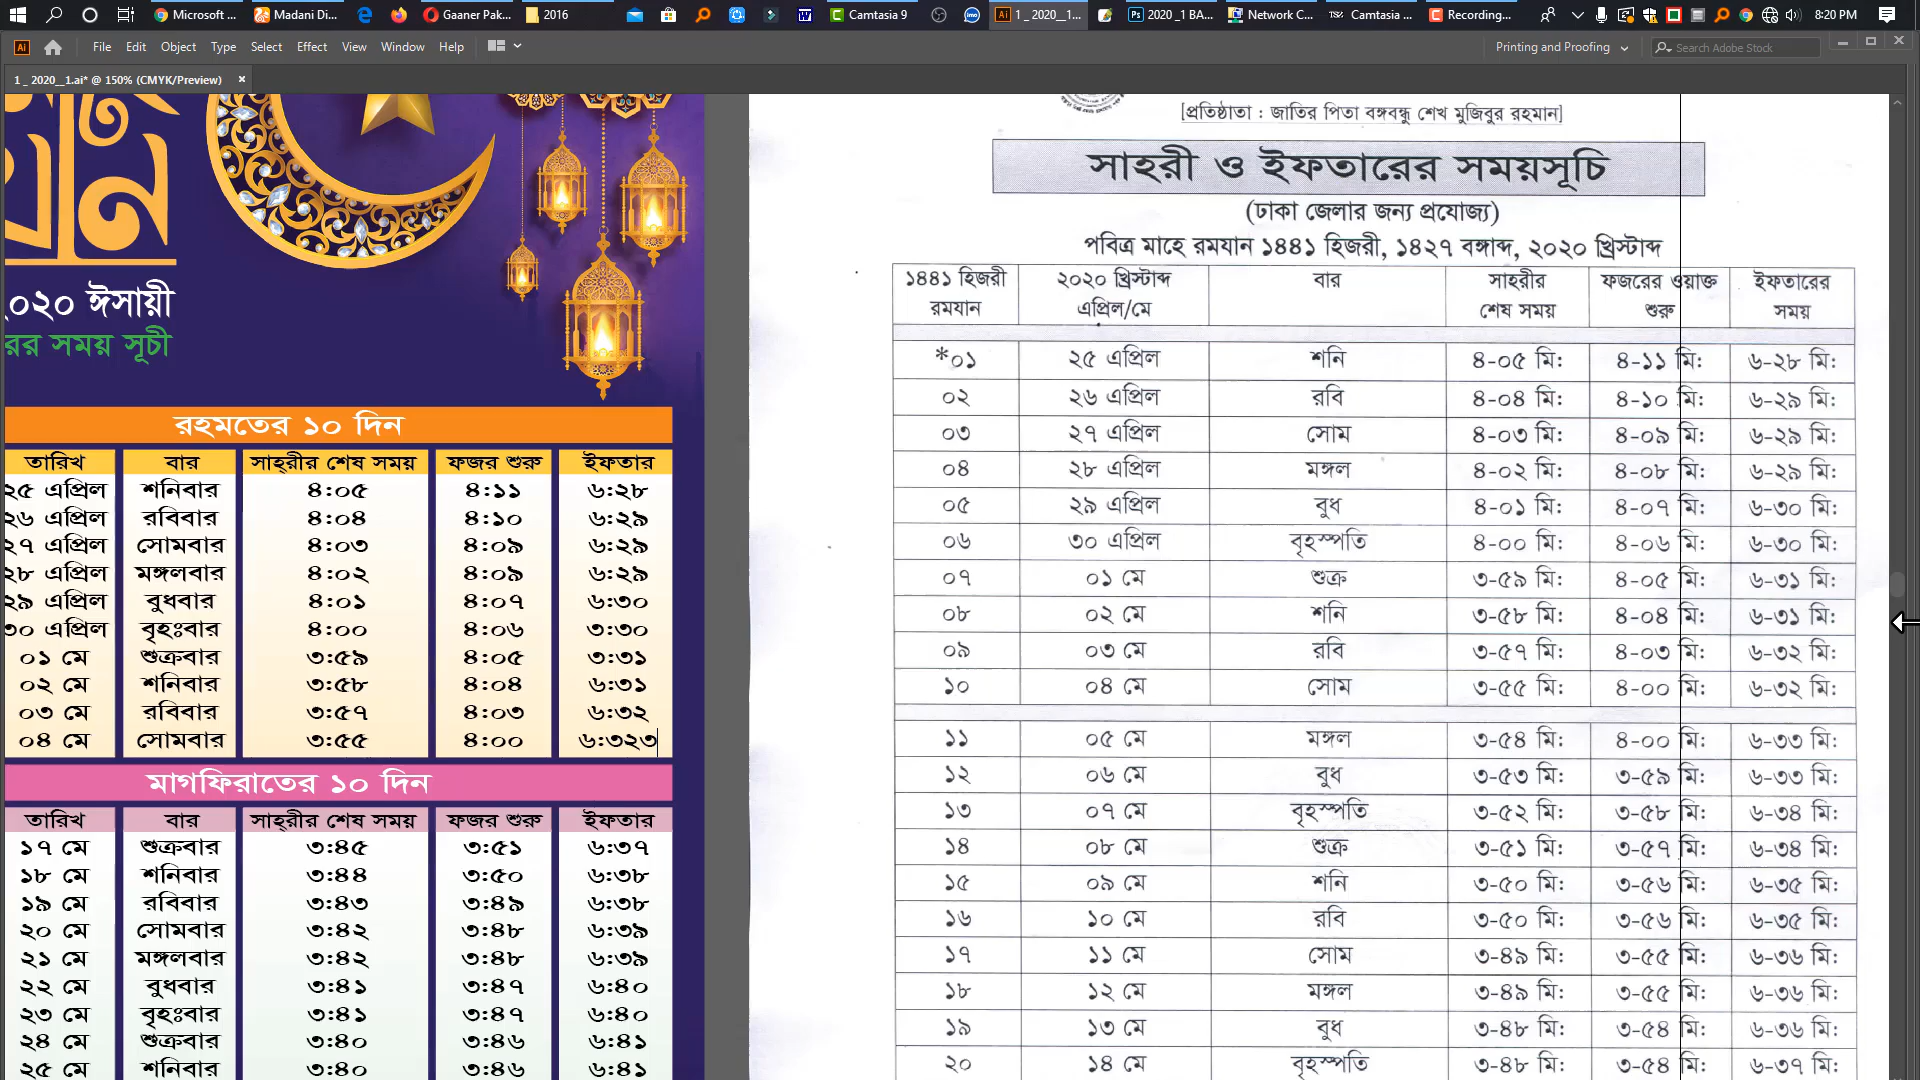 Microsoft ...
Madani Di...
Gaaner Pak...
2016
Camtasia 9
1 _ 2020__1...
2020 _1 BA...
Network C...
Camtasia ...
Recording...
8:20 PM
File Edit Object Type Select Effect View Window Help
Printing and Proofing
Search Adobe Stock
1 _ 2020__1.ai* @ 150% (CMYK/Preview)
২০২০ ঈসায়ী
রের সময় সূচী
রহমতের ১০ দিন
তারিখ বার সাহ্‌রীর শেষ সময় ফজর শুরু ইফতার
২৫ এপ্রিল শনিবার ৪:০৫ ৪:১১ ৬:২৮
২৬ এপ্রিল রবিবার ৪:০৪ ৪:১০ ৬:২৯
২৭ এপ্রিল সোমবার ৪:০৩ ৪:০৯ ৬:২৯
২৮ এপ্রিল মঙ্গলবার ৪:০২ ৪:০৯ ৬:২৯
২৯ এপ্রিল বুধবার ৪:০১ ৪:০৭ ৬:৩০
৩০ এপ্রিল বৃহঃবার ৪:০০ ৪:০৬ ৩:৩০
০১ মে শুক্রবার ৩:৫৯ ৪:০৫ ৩:৩১
০২ মে শনিবার ৩:৫৮ ৪:০৪ ৬:৩১
০৩ মে রবিবার ৩:৫৭ ৪:০৩ ৬:৩২
০৪ মে সোমবার ৩:৫৫ ৪:০০ ৬:৩২৩
মাগফিরাতের ১০ দিন
তারিখ বার সাহ্‌রীর শেষ সময় ফজর শুরু ইফতার
১৭ মে শুক্রবার ৩:৪৫ ৩:৫১ ৬:৩৭
১৮ মে শনিবার ৩:৪৪ ৩:৫০ ৬:৩৮
১৯ মে রবিবার ৩:৪৩ ৩:৪৯ ৬:৩৮
২০ মে সোমবার ৩:৪২ ৩:৪৮ ৬:৩৯
২১ মে মঙ্গলবার ৩:৪২ ৩:৪৮ ৬:৩৯
২২ মে বুধবার ৩:৪১ ৩:৪৭ ৬:৪০
২৩ মে বৃহঃবার ৩:৪১ ৩:৪৭ ৬:৪০
২৪ মে শুক্রবার ৩:৪০ ৩:৪৬ ৬:৪১
২৫ মে শনিবার ৩:৪০ ৩:৪৬ ৬:৪১
[প্রতিষ্ঠাতা : জাতির পিতা বঙ্গবন্ধু শেখ মুজিবুর রহমান]
সাহরী ও ইফতারের সময়সূচি
(ঢাকা জেলার জন্য প্রযোজ্য)
পবিত্র মাহে রমযান ১৪৪১ হিজরী, ১৪২৭ বঙ্গাব্দ, ২০২০ খ্রিস্টাব্দ
১৪৪১ হিজরী ২০২০ খ্রিস্টাব্দ বার সাহরীর ফজরের ওয়াক্ত ইফতারের
রমযান এপ্রিল/মে শেষ সময় শুরু সময়
*০১ ২৫ এপ্রিল শনি ৪-০৫ মি: ৪-১১ মি: ৬-২৮ মি:
০২ ২৬ এপ্রিল রবি ৪-০৪ মি: ৪-১০ মি: ৬-২৯ মি:
০৩ ২৭ এপ্রিল সোম ৪-০৩ মি: ৪-০৯ মি: ৬-২৯ মি:
০৪ ২৮ এপ্রিল মঙ্গল ৪-০২ মি: ৪-০৮ মি: ৬-২৯ মি:
০৫ ২৯ এপ্রিল বুধ ৪-০১ মি: ৪-০৭ মি: ৬-৩০ মি:
০৬ ৩০ এপ্রিল বৃহস্পতি ৪-০০ মি: ৪-০৬ মি: ৬-৩০ মি:
০৭ ০১ মে শুক্র ৩-৫৯ মি: ৪-০৫ মি: ৬-৩১ মি:
০৮ ০২ মে শনি ৩-৫৮ মি: ৪-০৪ মি: ৬-৩১ মি:
০৯ ০৩ মে রবি ৩-৫৭ মি: ৪-০৩ মি: ৬-৩২ মি:
১০ ০৪ মে সোম ৩-৫৫ মি: ৪-০০ মি: ৬-৩২ মি:
১১ ০৫ মে মঙ্গল ৩-৫৪ মি: ৪-০০ মি: ৬-৩৩ মি:
১২ ০৬ মে বুধ ৩-৫৩ মি: ৩-৫৯ মি: ৬-৩৩ মি:
১৩ ০৭ মে বৃহস্পতি ৩-৫২ মি: ৩-৫৮ মি: ৬-৩৪ মি:
১৪ ০৮ মে শুক্র ৩-৫১ মি: ৩-৫৭ মি: ৬-৩৪ মি:
১৫ ০৯ মে শনি ৩-৫০ মি: ৩-৫৬ মি: ৬-৩৫ মি:
১৬ ১০ মে রবি ৩-৫০ মি: ৩-৫৬ মি: ৬-৩৫ মি:
১৭ ১১ মে সোম ৩-৪৯ মি: ৩-৫৫ মি: ৬-৩৬ মি:
১৮ ১২ মে মঙ্গল ৩-৪৯ মি: ৩-৫৫ মি: ৬-৩৬ মি:
১৯ ১৩ মে বুধ ৩-৪৮ মি: ৩-৫৪ মি: ৬-৩৬ মি:
২০ ১৪ মে বৃহস্পতি ৩-৪৮ মি: ৩-৫৪ মি: ৬-৩৭ মি: